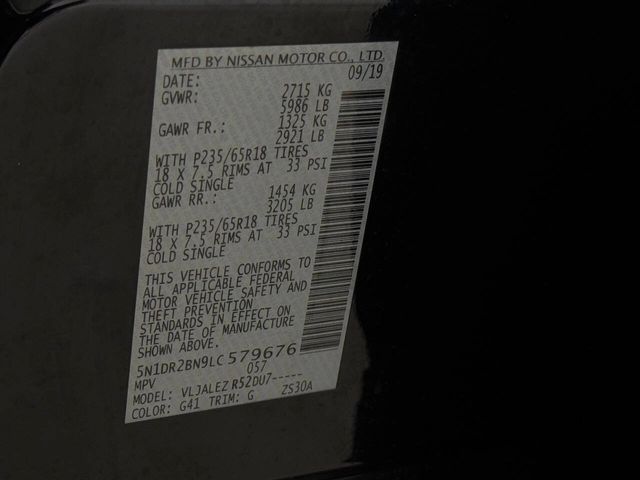 MFD BY NISSAN MOTOR CO., LTD.
DATE: 09/19
GVWR: 2715 KG
5986 LB
GAWR FR.: 1325 KG
2921 LB
WITH P235/65R18 TIRES
18 X 7.5 RIMS AT 33 PSI
COLD SINGLE
GAWR RR.: 1454 KG
3205 LB
WITH P235/65R18 TIRES
18 X 7.5 RIMS AT 33 PSI
COLD SINGLE
THIS VEHICLE CONFORMS TO
ALL APPLICABLE FEDERAL
MOTOR VEHICLE SAFETY AND
THEFT PREVENTION
STANDARDS IN EFFECT ON
THE DATE OF MANUFACTURE
SHOWN ABOVE.
5N1DR2BN9LC579676
MPV 057
MODEL: VLJALEZ R52DU7-----
COLOR: G41 TRIM: G ZS30A